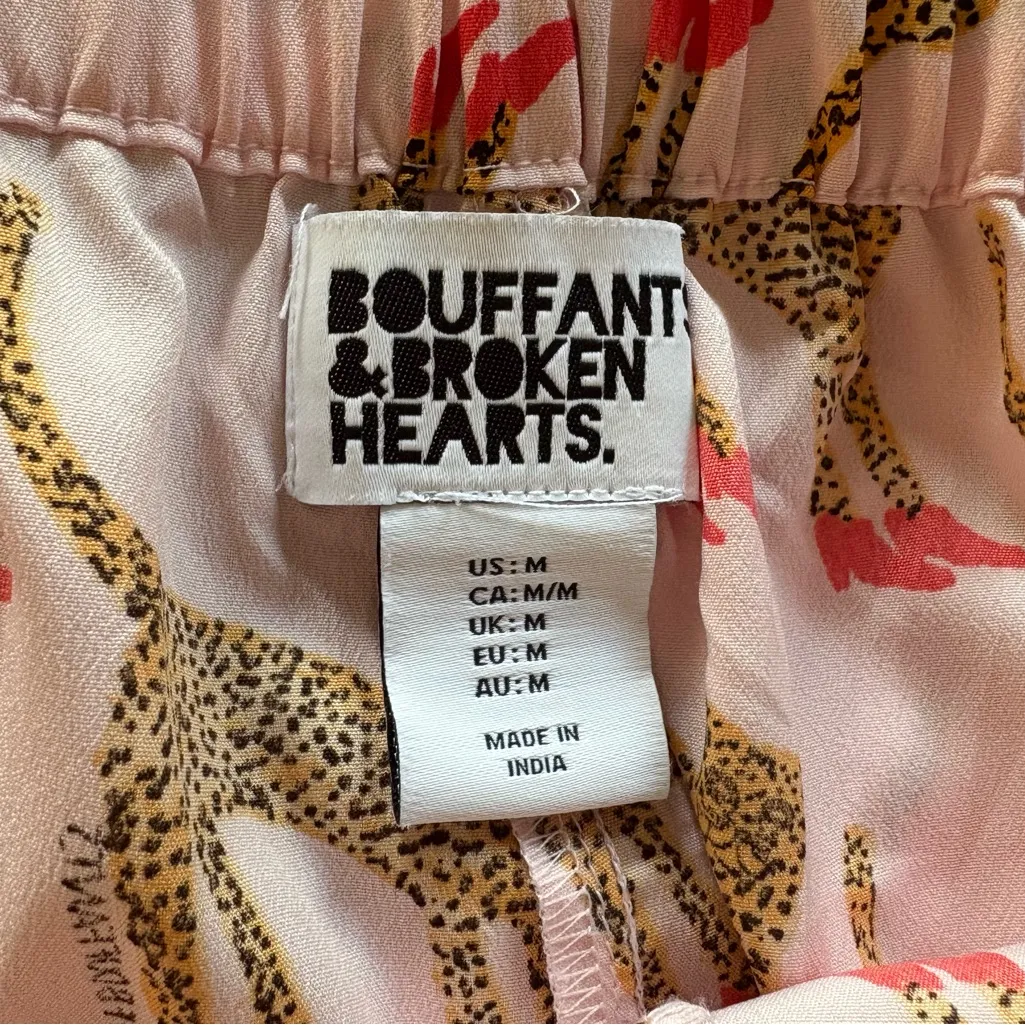 BOUFFANTS
& BROKEN
HEARTS.
US: M
CA: M/M
UK: M
EU: M
AU: M
MADE IN
INDIA